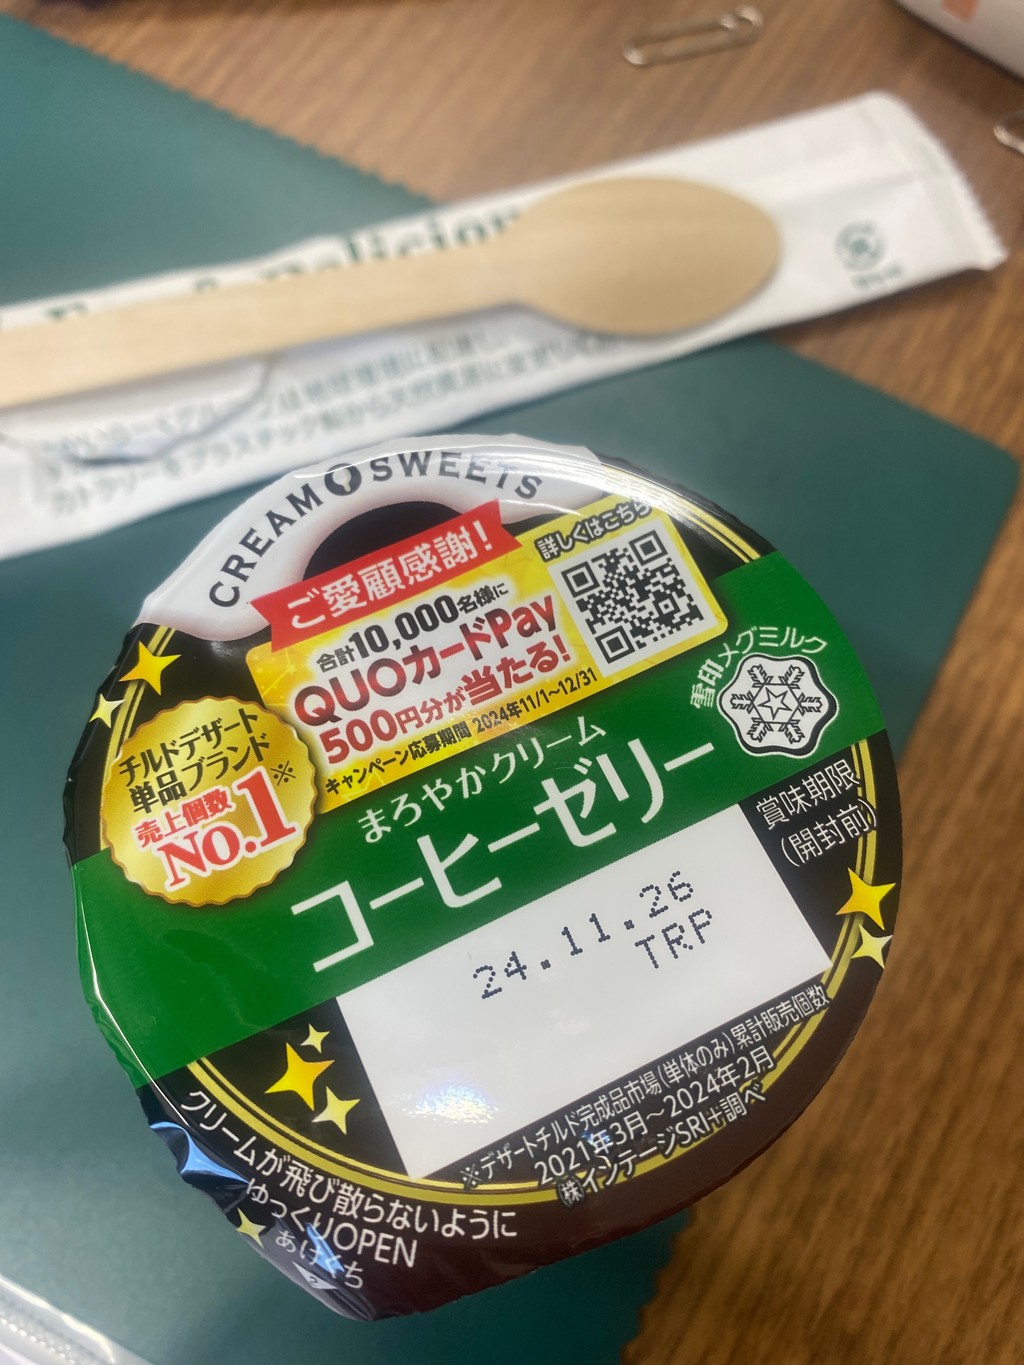 Delicious
CREAM SWEETS
ご愛顧感謝!
合計10,000名様に
QUOカードPay
500円分が当たる!
キャンペーン応募期間 2024年11/1〜12/31
詳しくはこちら
雪印メグミルク
チルドデザート
単品ブランド※
売上個数
No.1
まろやかクリーム
コーヒーゼリー
賞味期限
(開封前)
24.11.26
TRP
※デザートチルド完成品市場(単体のみ)累計販売個数
2021年3月〜2024年2月
㈱インテージSRI+調べ
クリームが飛び散らないように
ゆっくりOPEN
あけくち